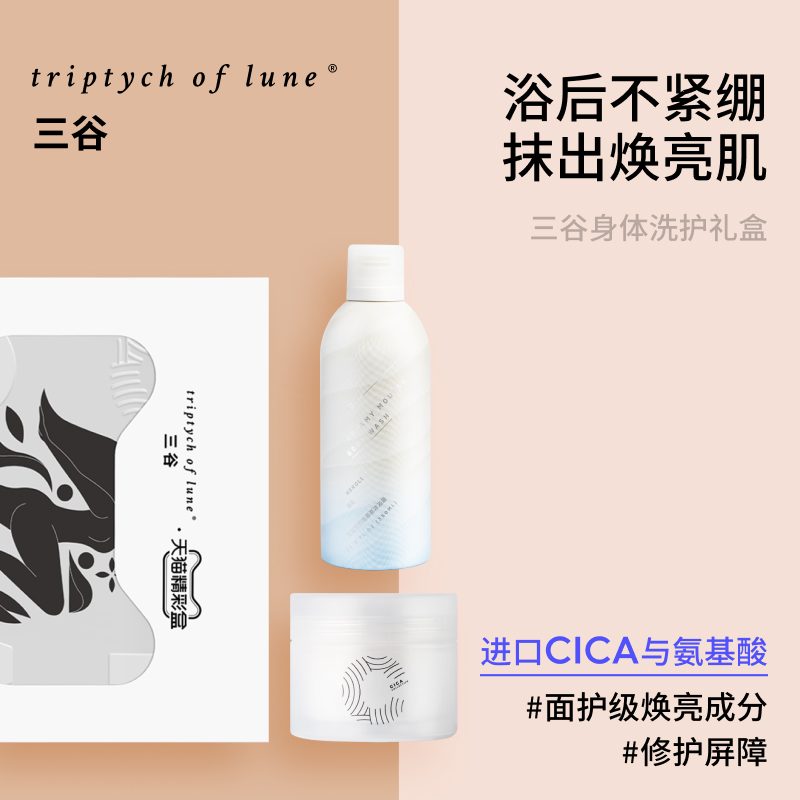 triptych of lune®
三谷
浴后不紧绷
抹出焕亮肌
三谷身体洗护礼盒
triptych of lune®
三谷
·天猫精彩盒
WASH
CICA
进口CICA与氨基酸
#面护级焕亮成分
#修护屏障